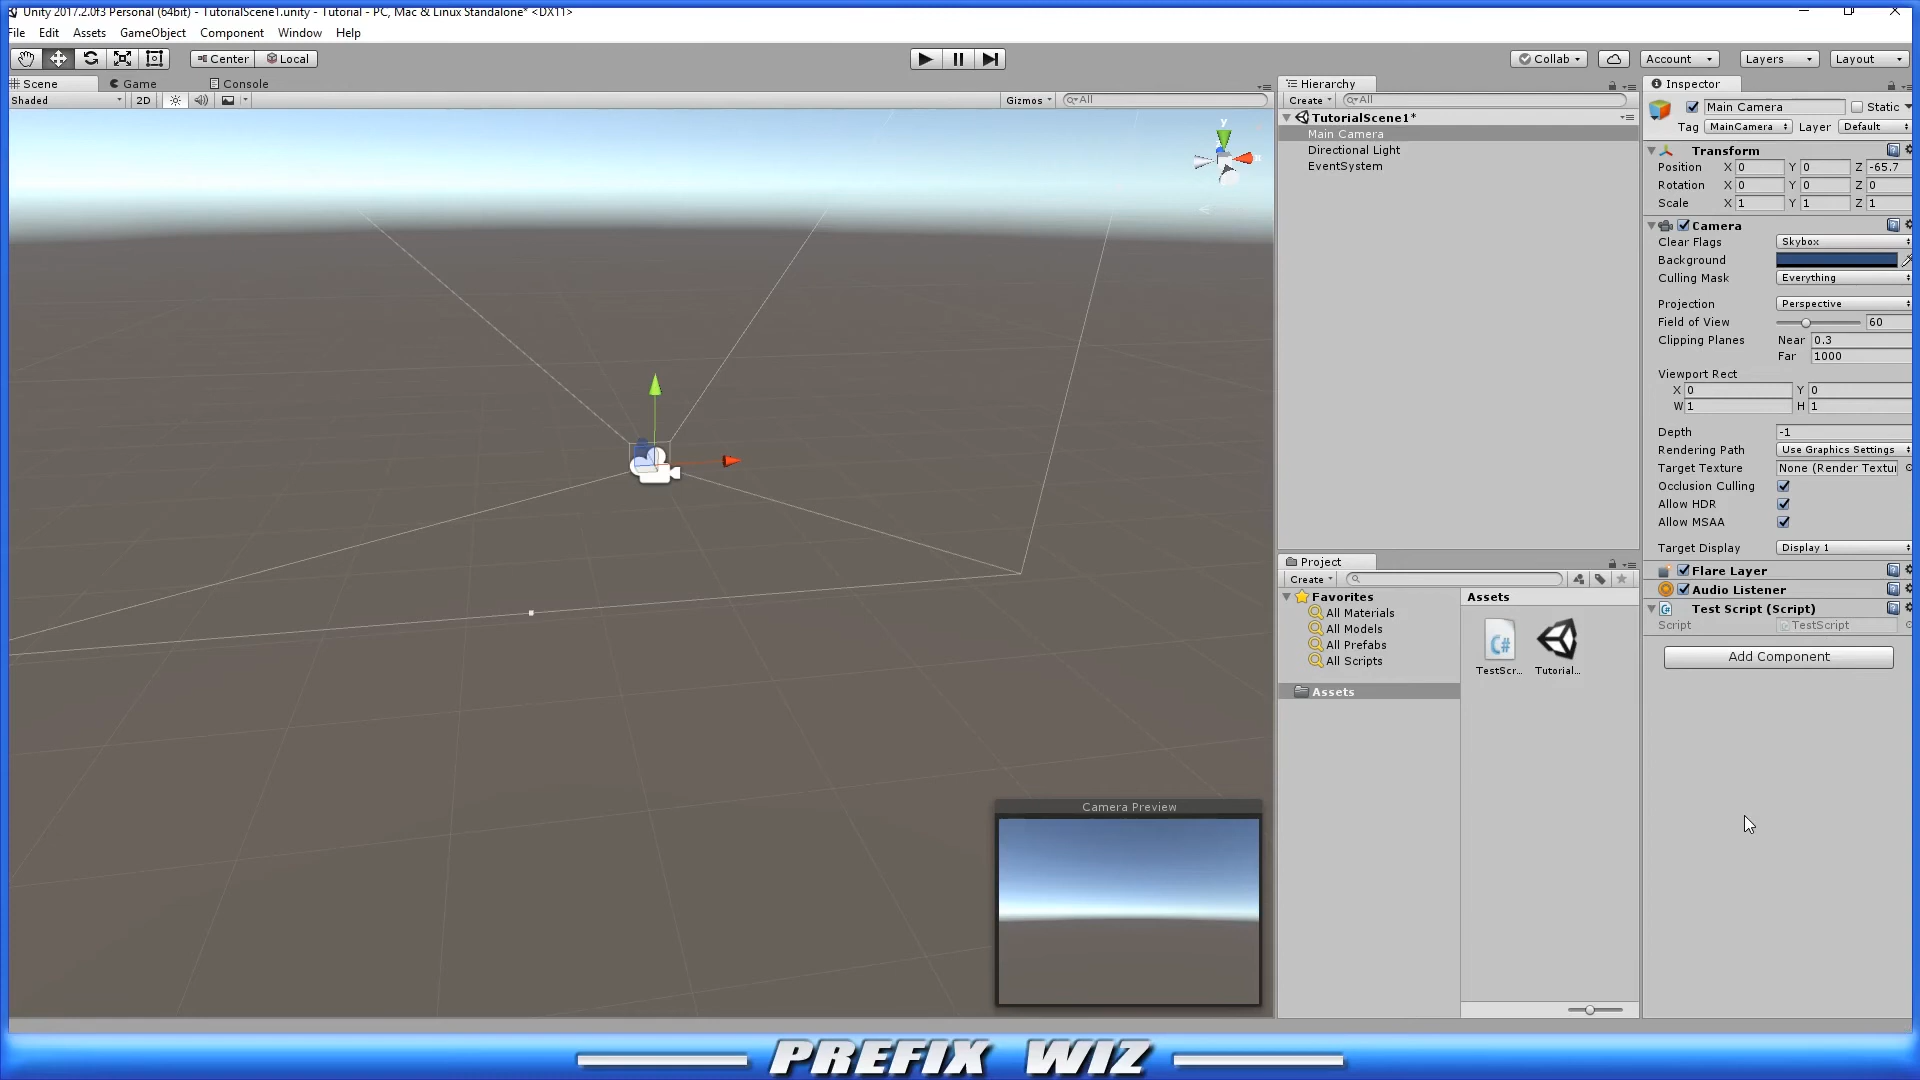 Unity 2017.2.0f3 Personal (64bit) - TutorialScene1.unity - Tutorial - PC, Mac & Linux Standalone* <DX11>
File Edit Assets GameObject Component Window Help
Center Local
Collab Account Layers Layout
Scene Game Console
Shaded 2D Gizmos All
y
Camera Preview
Hierarchy
Create All
TutorialScene1*
Main Camera
Directional Light
EventSystem
Project
Create
Favorites
All Materials
All Models
All Prefabs
All Scripts
Assets
Assets
C#
TestScr...
Tutorial...
Inspector
Main Camera Static
Tag MainCamera Layer Default
Transform
Position X 0 Y 0 Z -65.7
Rotation X 0 Y 0 Z 0
Scale X 1 Y 1 Z 1
Camera
Clear Flags Skybox
Background
Culling Mask Everything
Projection Perspective
Field of View 60
Clipping Planes Near 0.3
Far 1000
Viewport Rect
X 0 Y 0
W 1 H 1
Depth -1
Rendering Path Use Graphics Settings
Target Texture None (Render Textur
Occlusion Culling
Allow HDR
Allow MSAA
Target Display Display 1
Flare Layer
Audio Listener
Test Script (Script)
Script TestScript
Add Component
PREFIX WIZ